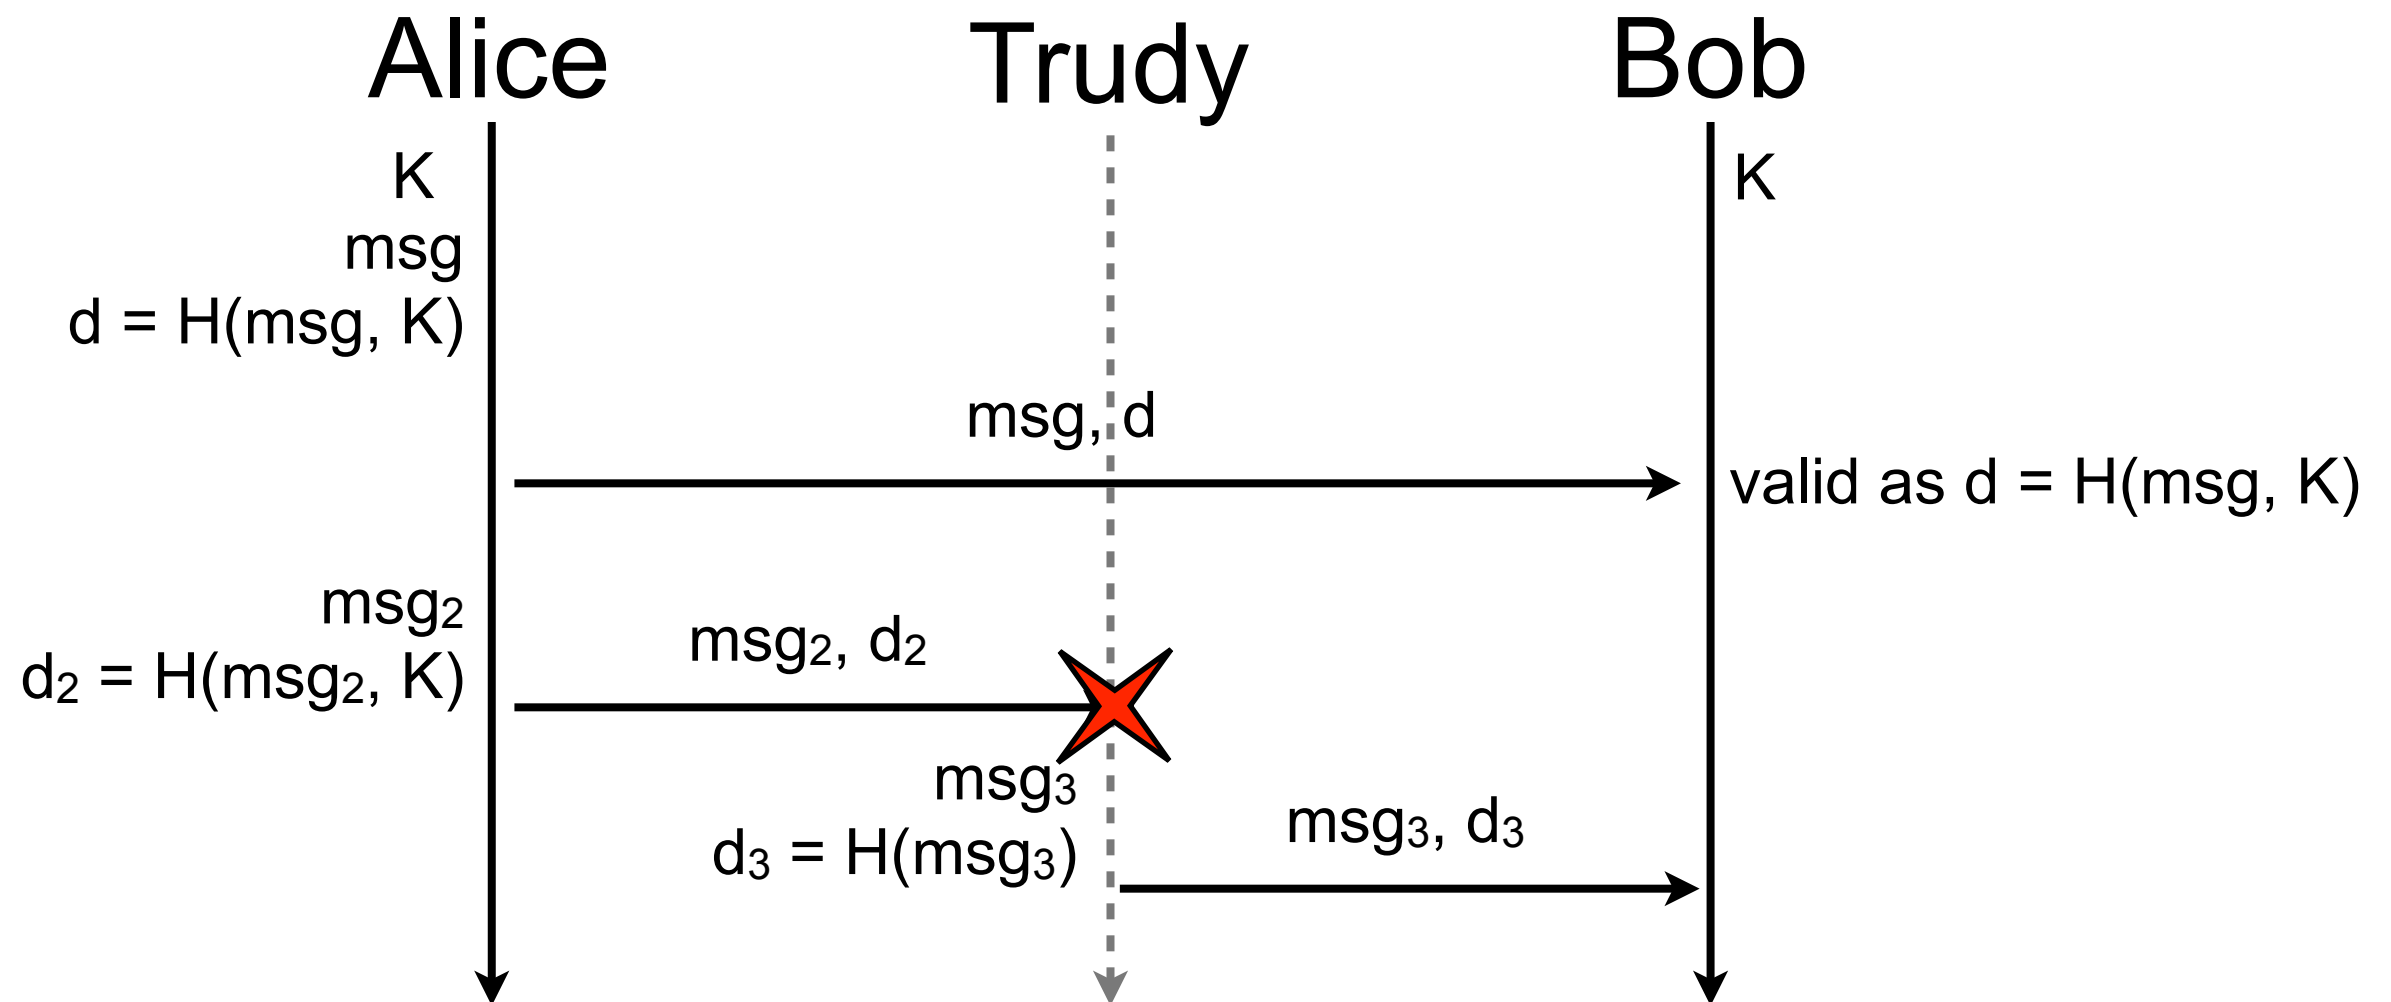 Alice Trudy Bob
K K
msg
d = H(msg, K)
msg, d
valid as d = H(msg, K)
msg₂
msg₂, d₂
d₂ = H(msg₂, K)
msg₃
msg₃, d₃
d₃ = H(msg₃)